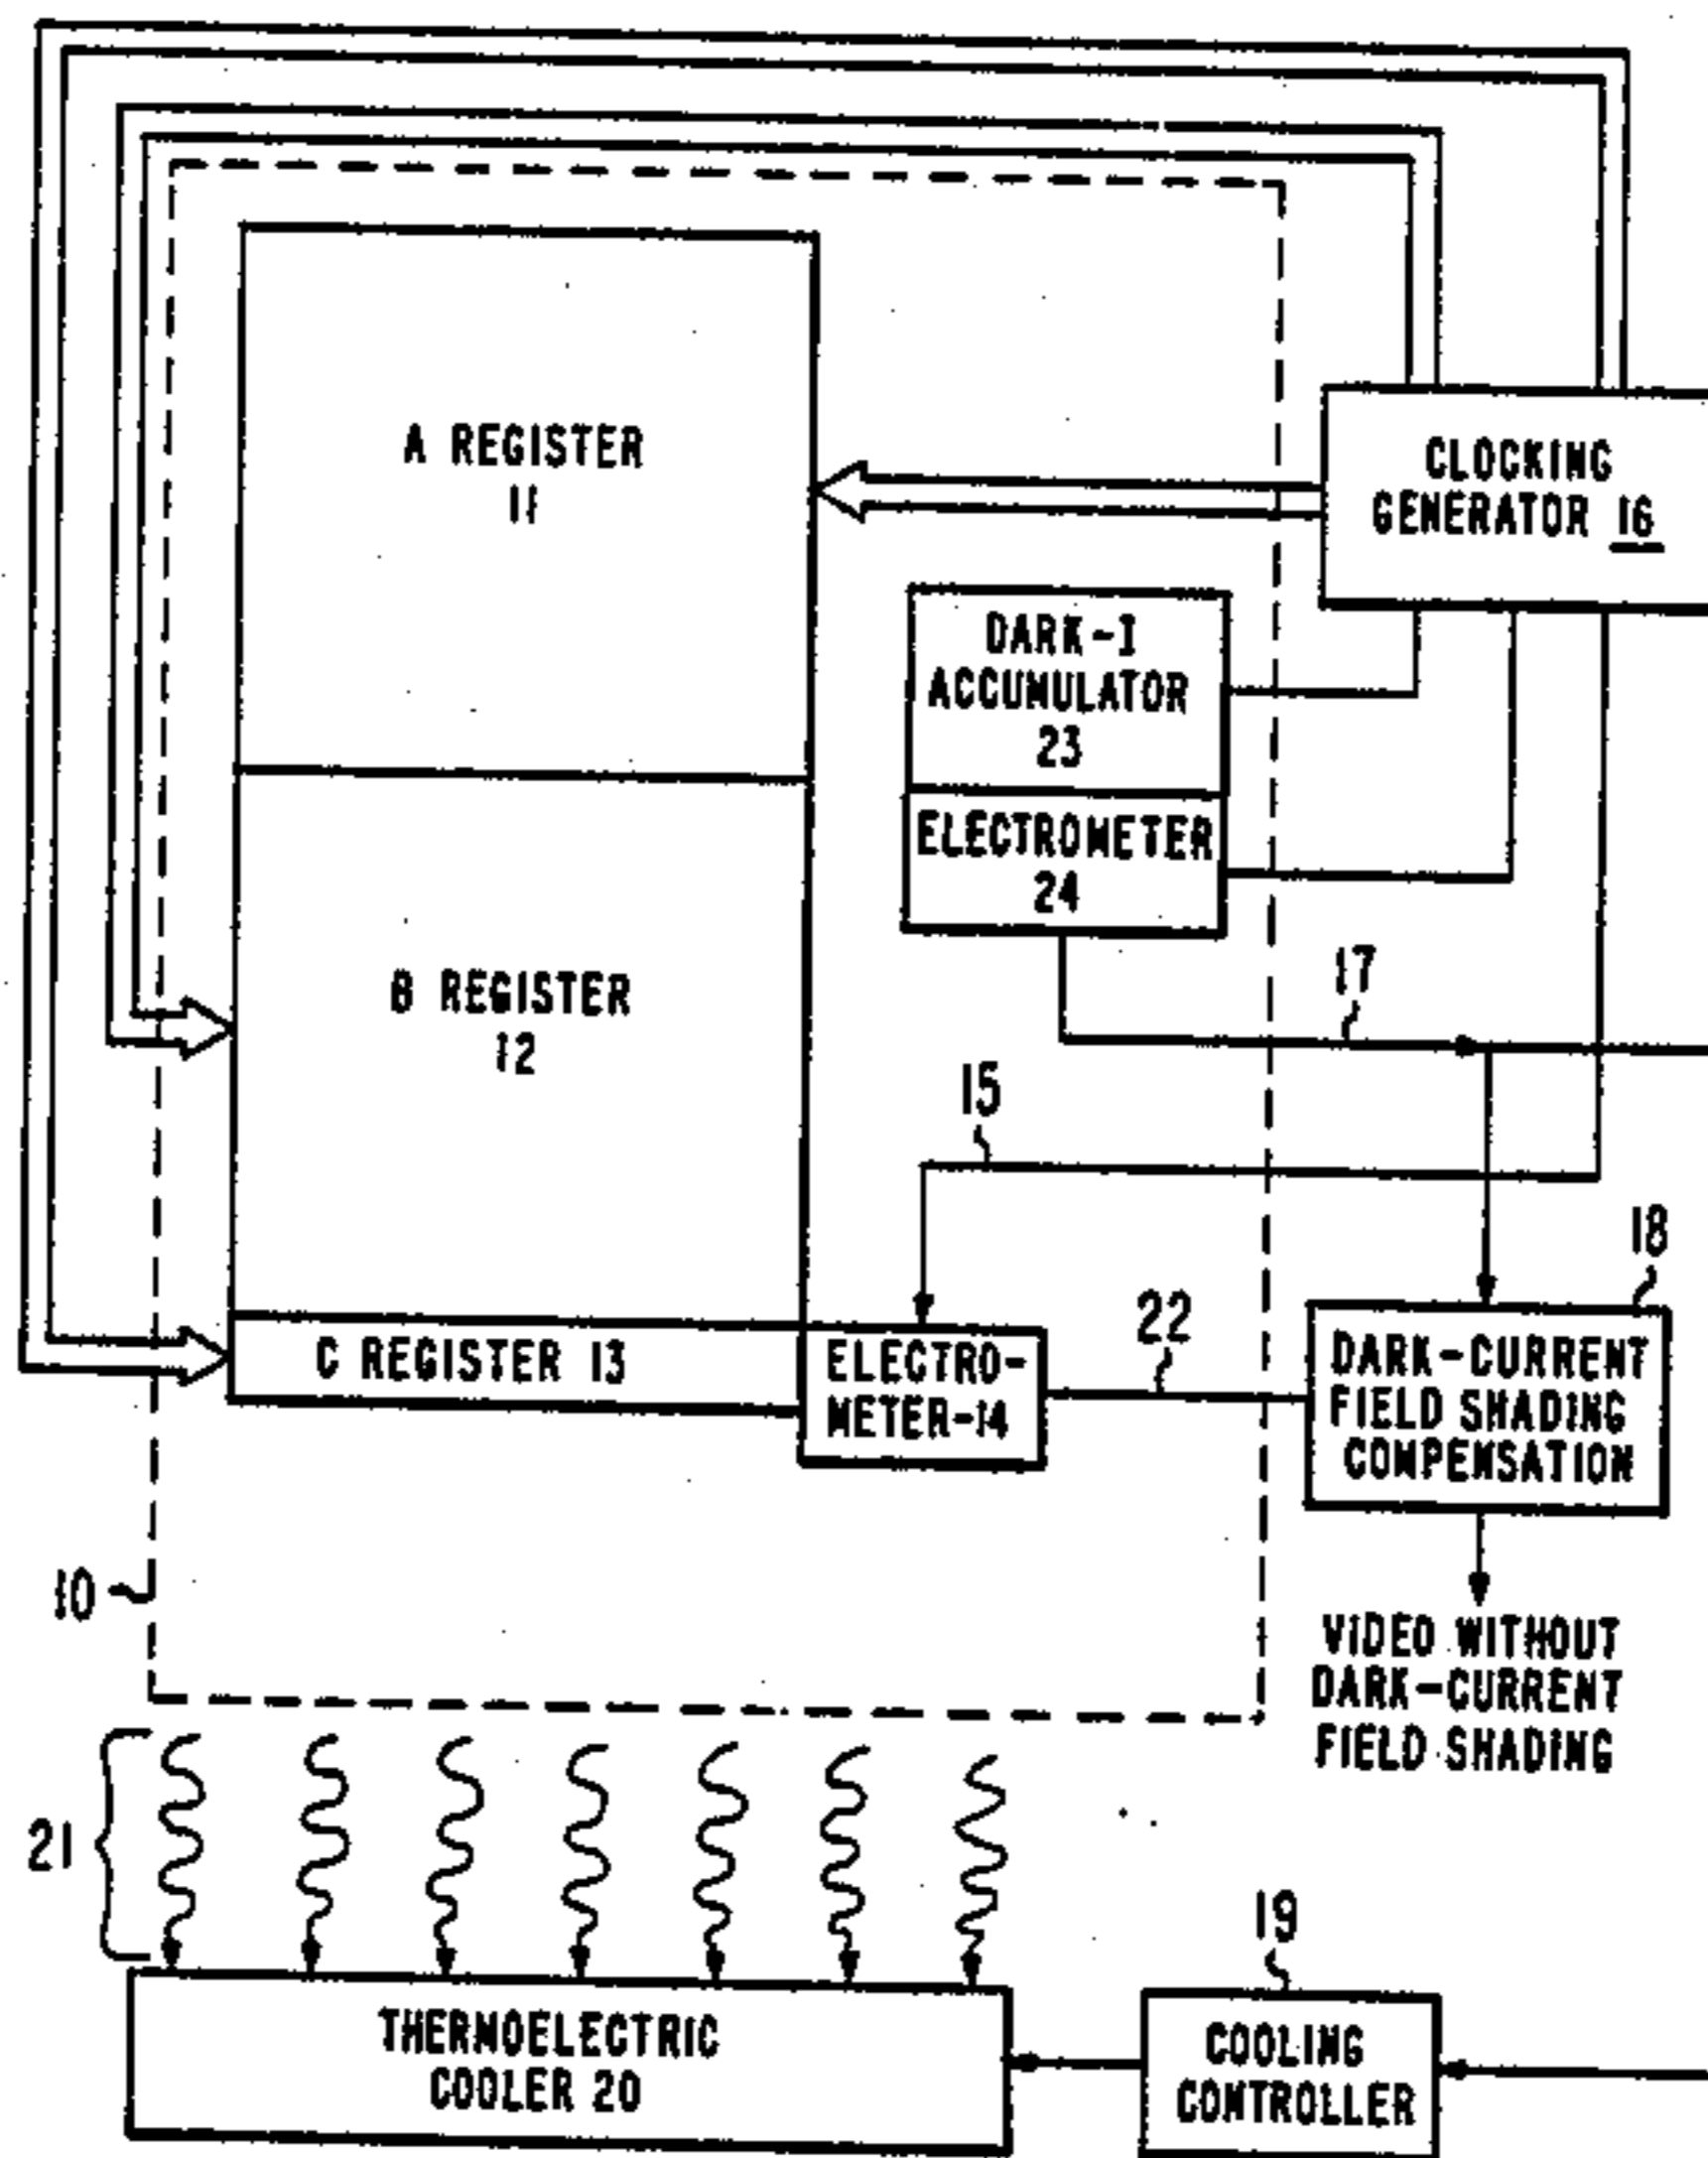 A REGISTER
11
CLOCKING
GENERATOR 16
DARK-I
ACCUMULATOR
23
ELECTROMETER
24
B REGISTER
12
17
15
18
22
C REGISTER 13
ELECTRO-
METER-14
DARK-CURRENT
FIELD SHADING
COMPENSATION
10
VIDEO WITHOUT
DARK-CURRENT
FIELD SHADING
21
19
THERMOELECTRIC
COOLER 20
COOLING
CONTROLLER